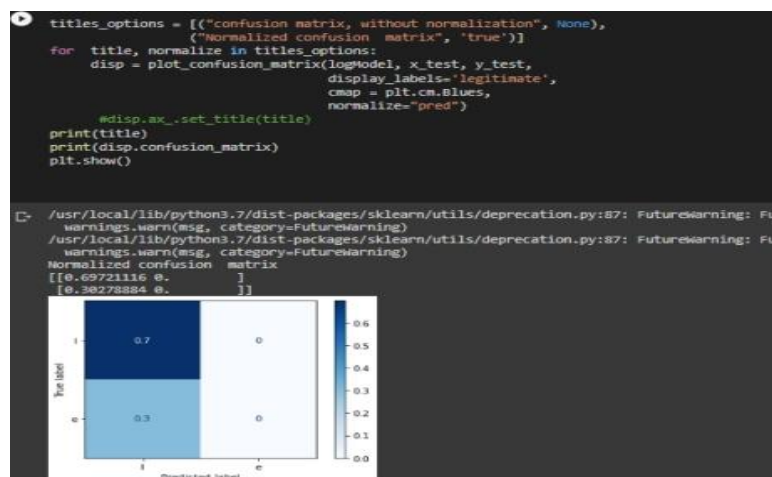 titles_options = [("confusion matrix, without normalization", None),
("Normalized confusion matrix", 'true')]
for title, normalize in titles_options:
disp = plot_confusion_matrix(logModel, x_test, y_test,
display_labels='legitimate',
cmap = plt.cm.Blues,
normalize="pred")
#disp.ax_.set_title(title)
print(title)
print(disp.confusion_matrix)
plt.show()
/usr/local/lib/python3.7/dist-packages/sklearn/utils/deprecation.py:87: FutureWarning: Fu
warnings.warn(msg, category=FutureWarning)
/usr/local/lib/python3.7/dist-packages/sklearn/utils/deprecation.py:87: FutureWarning: Fu
warnings.warn(msg, category=FutureWarning)
Normalized confusion matrix
[[0.69721116 0. ]
[0.30278884 0. ]]
True label
l
e
0.7
0
0.3
0
0.6
0.5
0.4
0.3
0.2
0.1
0.0
l
e
Predicted label